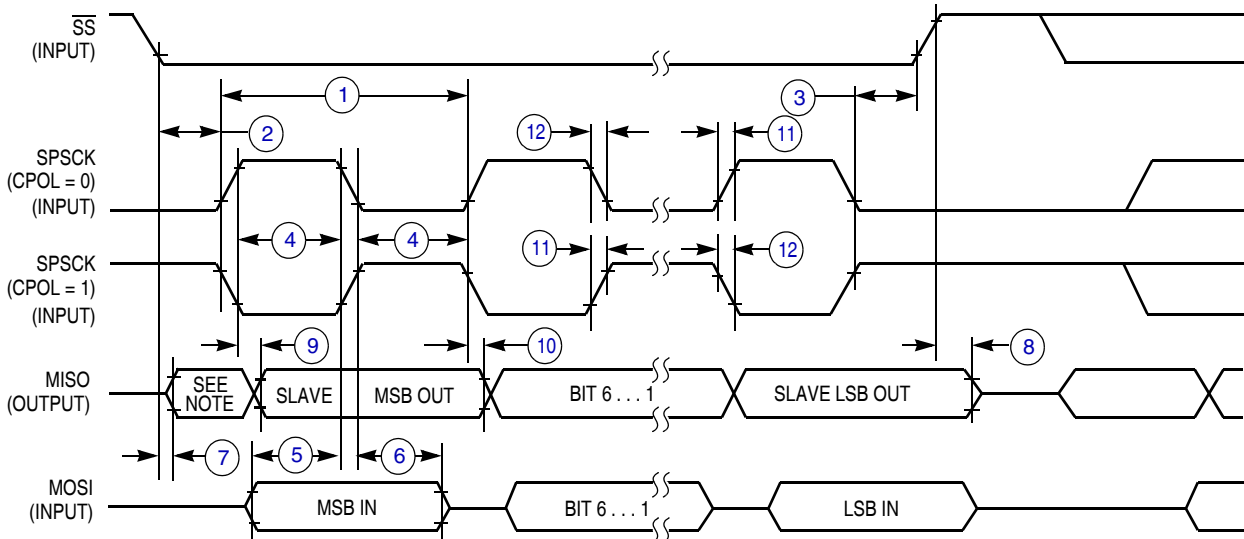 SS
(INPUT)
1
3
2
12
11
SPSCK
(CPOL = 0)
(INPUT)
4
4
11
12
SPSCK
(CPOL = 1)
(INPUT)
9
10
8
MISO
(OUTPUT)
SEE
NOTE
SLAVE
MSB OUT
BIT 6 . . . 1
SLAVE LSB OUT
7
5
6
MOSI
(INPUT)
MSB IN
BIT 6 . . . 1
LSB IN